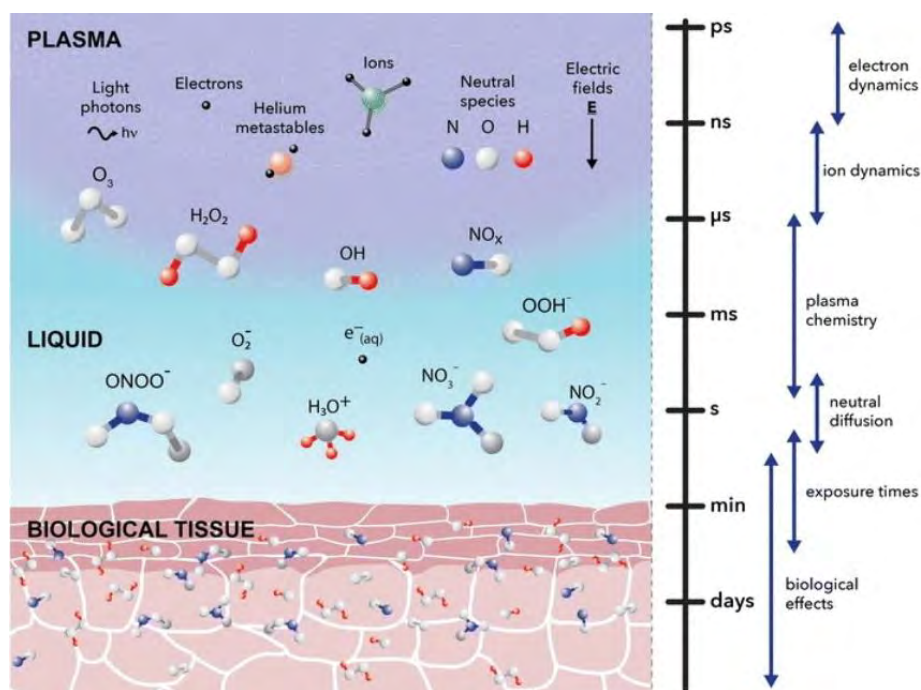 PLASMA
Light
photons
hν
Electrons
Helium
metastables
Ions
Neutral
species
N O H
Electric
fields
E
O₃
H₂O₂
OH
NOₓ
LIQUID
OOH⁻
O₂⁻
e⁻(aq)
ONOO⁻
H₃O⁺
NO₃⁻
NO₂⁻
BIOLOGICAL TISSUE
ps
ns
μs
ms
s
min
days
electron
dynamics
ion dynamics
plasma
chemistry
neutral
diffusion
exposure times
biological
effects